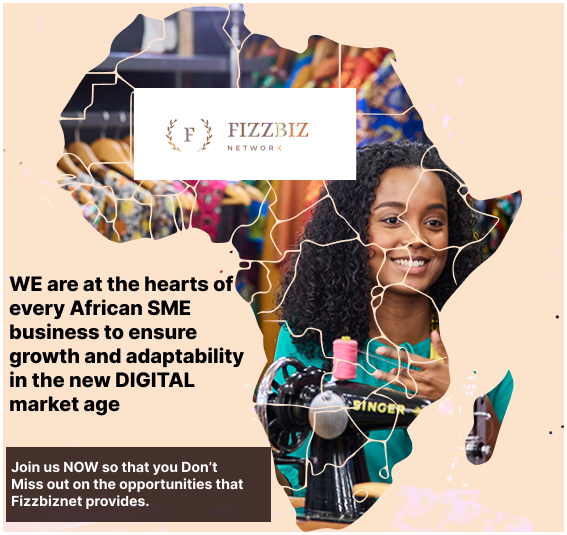 F
FIZZBIZ
NETWORK
WE are at the hearts of
every African SME
business to ensure
growth and adaptability
in the new DIGITAL
market age
SINGER
Join us NOW so that you Don't
Miss out on the opportunities that
Fizzbiznet provides.